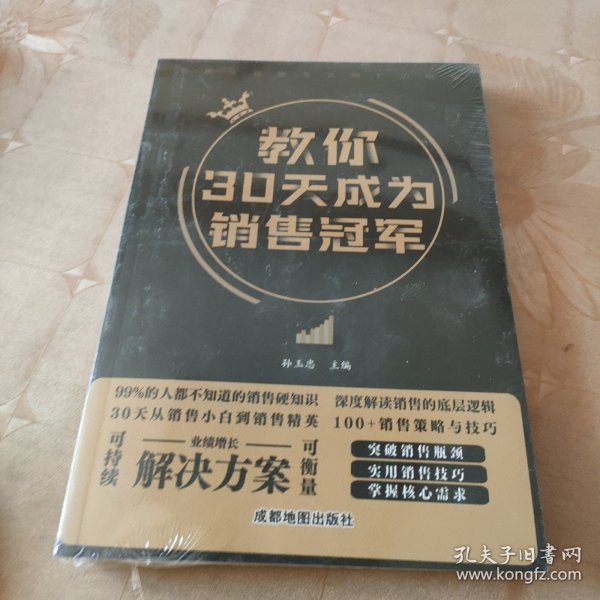 教你
30天成为
销售冠军
孙玉忠 主编
99%的人都不知道的销售硬知识
30天从销售小白到销售精英
深度解读销售的底层逻辑
100+销售策略与技巧
可持续
业绩增长
解决方案
可衡量
突破销售瓶颈
实用销售技巧
掌握核心需求
成都地图出版社
孔夫子旧书网
www.kongfz.com